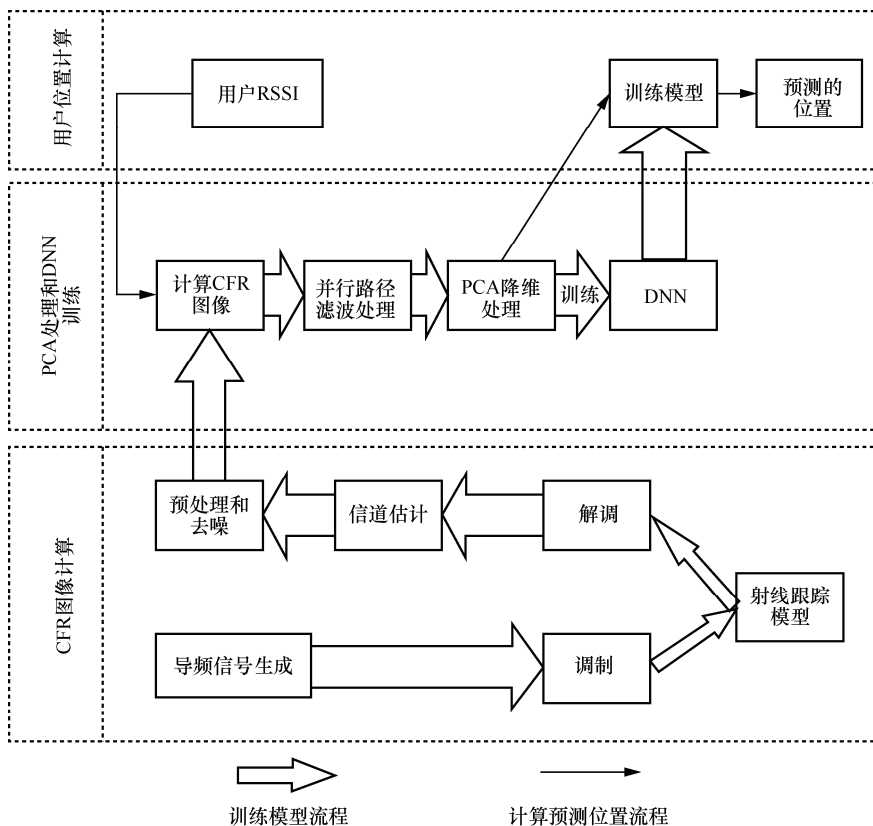 用户位置计算
用户RSSI
训练模型
预测的
位置
PCA处理和DNN
训练
计算CFR
图像
并行路径
滤波处理
PCA降维
处理
训练
DNN
CFR图像计算
预处理和
去噪
信道估计
解调
射线跟踪
模型
导频信号生成
调制
训练模型流程
计算预测位置流程